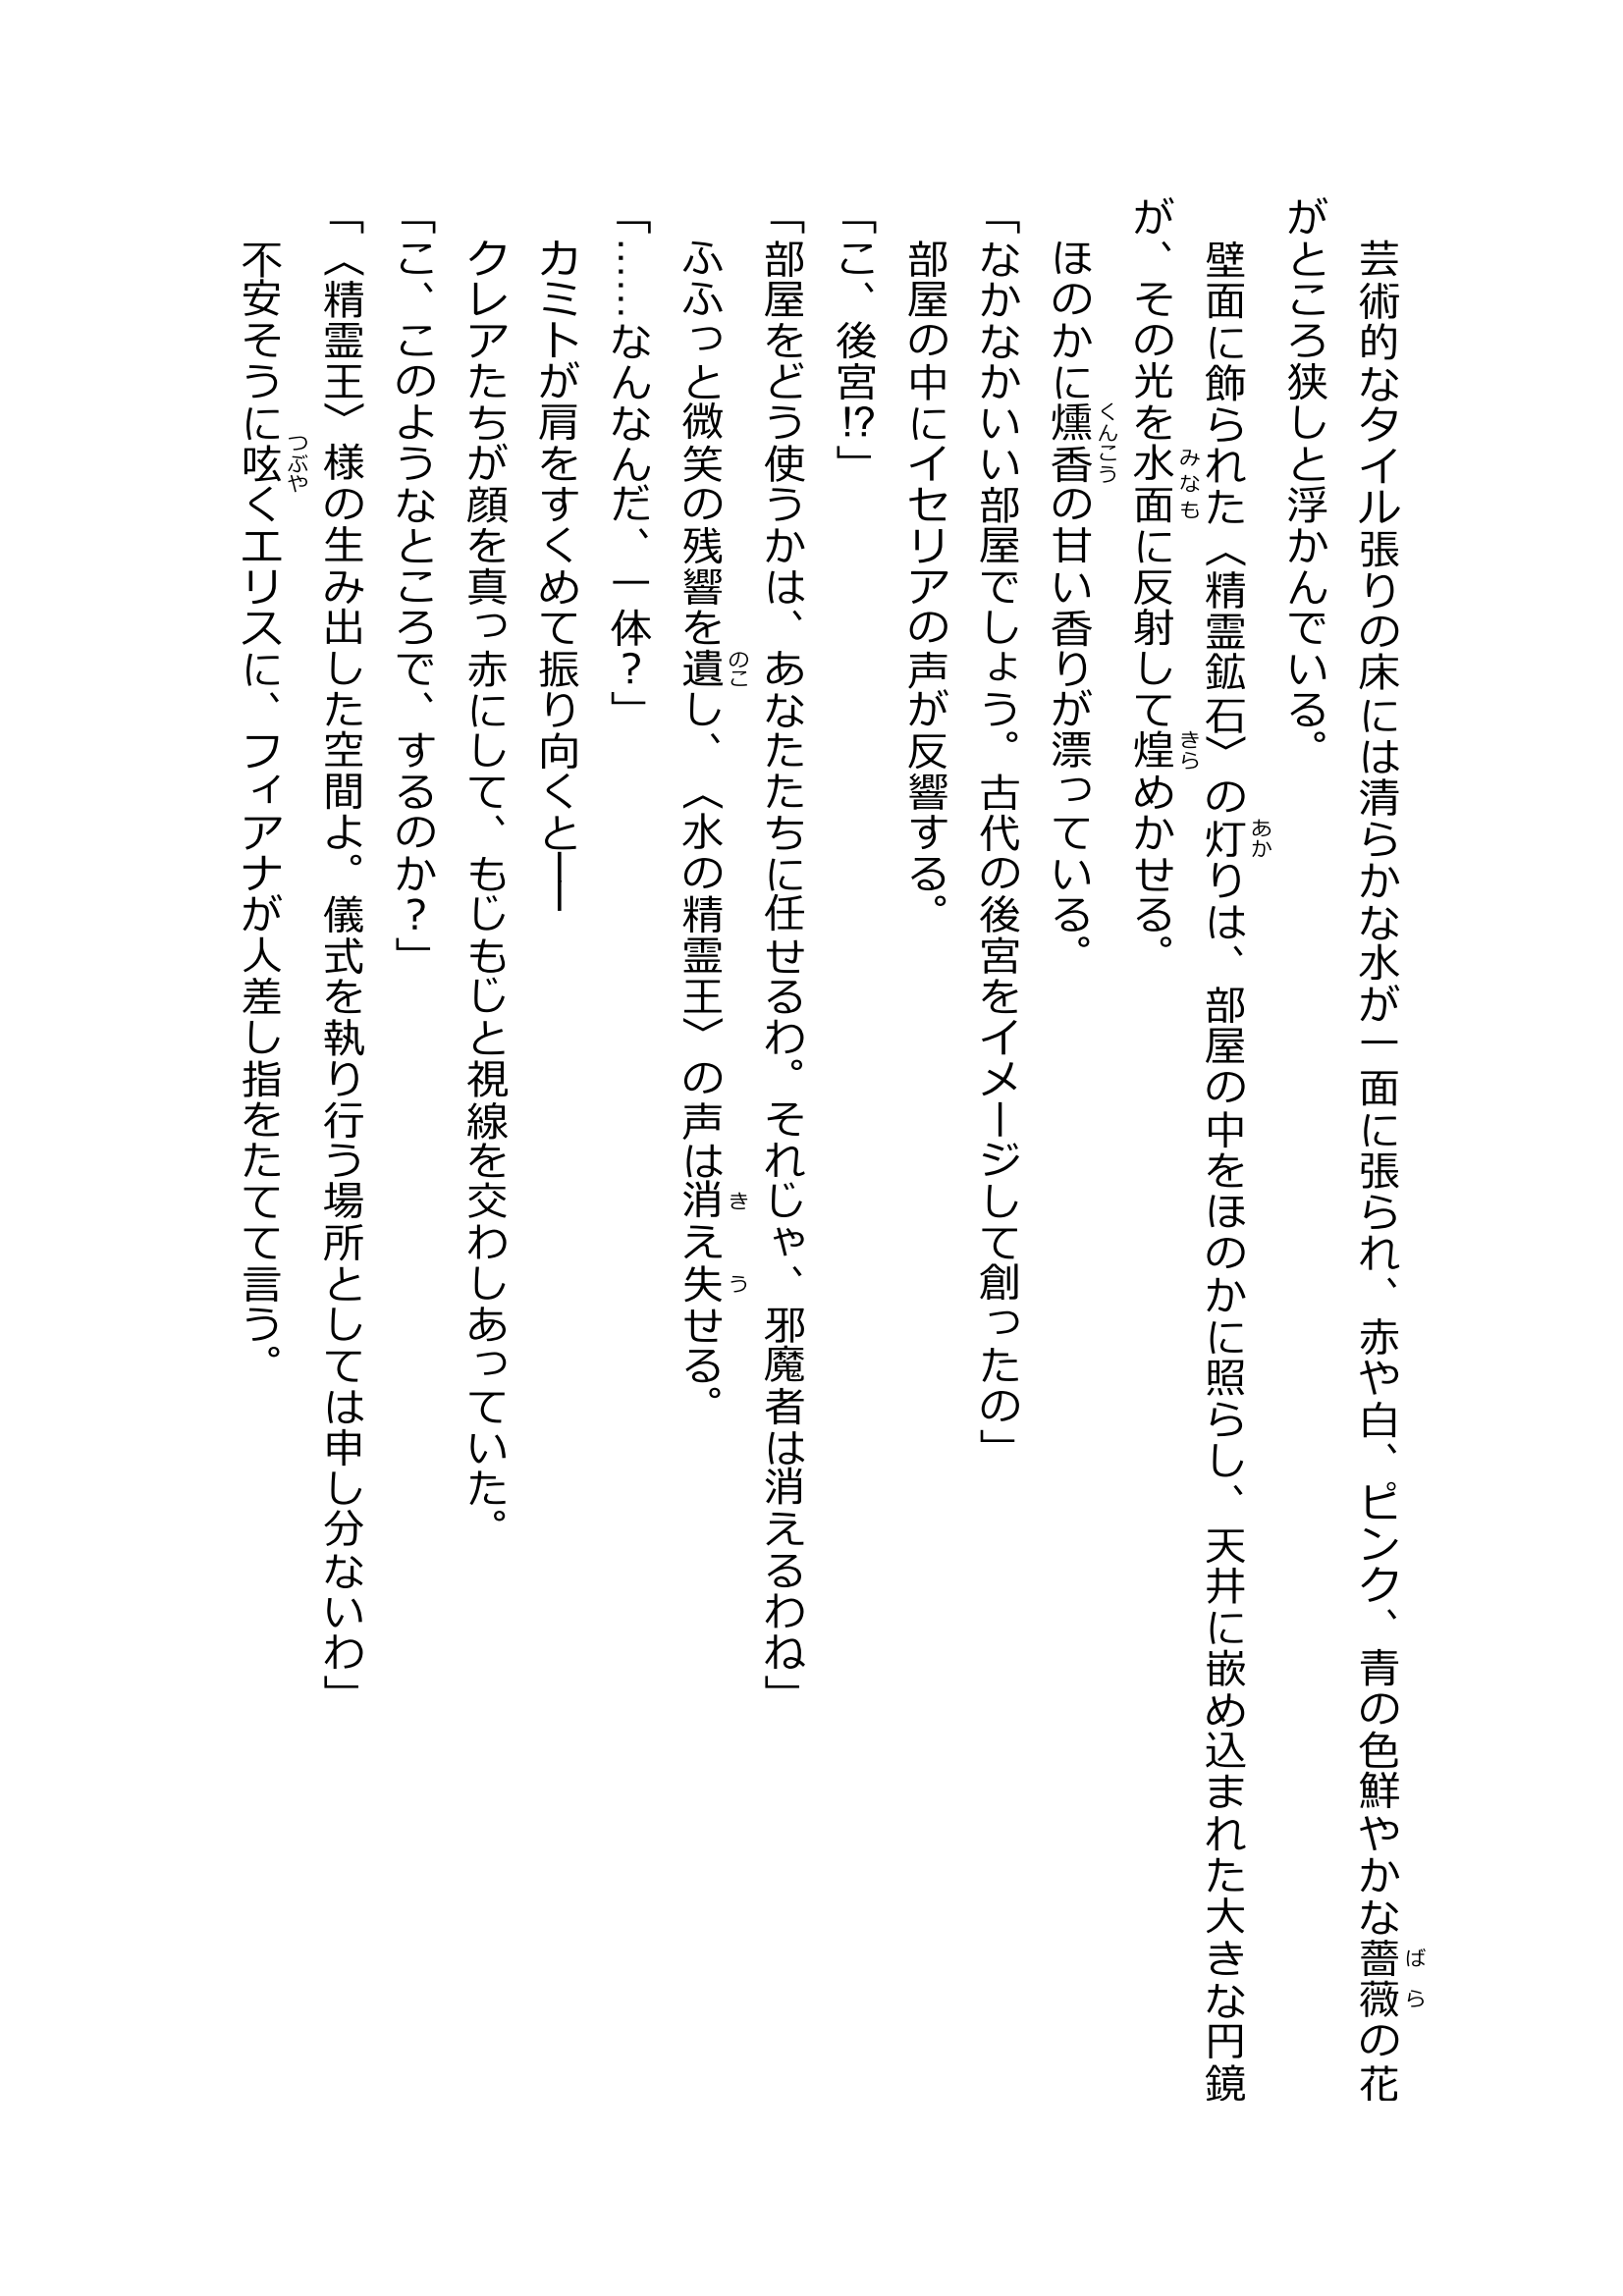 芸術的なタイル張りの床には清らかな水が一面に張られ、赤や白、ピンク、青の色鮮やかな薔薇の花
がところ狭しと浮かんでいる。
　壁面に飾られた〈精霊鉱石〉の灯りは、部屋の中をほのかに照らし、天井に嵌め込まれた大きな円鏡
が、その光を水面に反射して煌めかせる。
　ほのかに燻香の甘い香りが漂っている。
「なかなかいい部屋でしょう。古代の後宮をイメージして創ったの」
　部屋の中にイセリアの声が反響する。
「こ、後宮⁉」
「部屋をどう使うかは、あなたたちに任せるわ。それじゃ、邪魔者は消えるわね」
　ふふっと微笑の残響を遺し、〈水の精霊王〉の声は消え失せる。
「……なんなんだ、一体？」
　カミトが肩をすくめて振り向くと──
　クレアたちが顔を真っ赤にして、もじもじと視線を交わしあっていた。
「こ、このようなところで、するのか？」
「〈精霊王〉様の生み出した空間よ。儀式を執り行う場所としては申し分ないわ」
　不安そうに呟くエリスに、フィアナが人差し指をたてて言う。